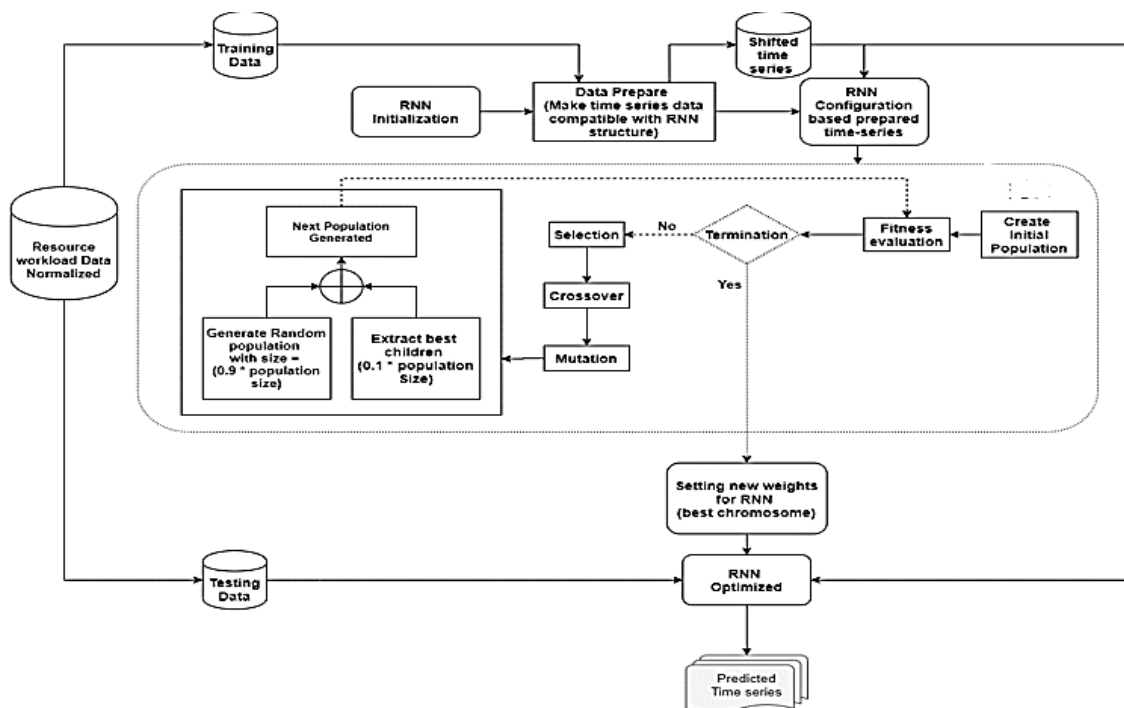 Training
Data
Shifted
time
series
RNN
Initialization
Data Prepare
(Make time series data
compatible with RNN
structure)
RNN
Configuration
based prepared
time-series
Resource
workload Data
Normalized
Next Population
Generated
Generate Random
population
with size =
(0.9 * population
size)
Extract best
children
(0.1 * population
Size)
Selection
Crossover
Mutation
No
Termination
Yes
Fitness
evaluation
Create
Initial
Population
Setting new weights
for RNN
(best chromosome)
Testing
Data
RNN
Optimized
Predicted
Time series